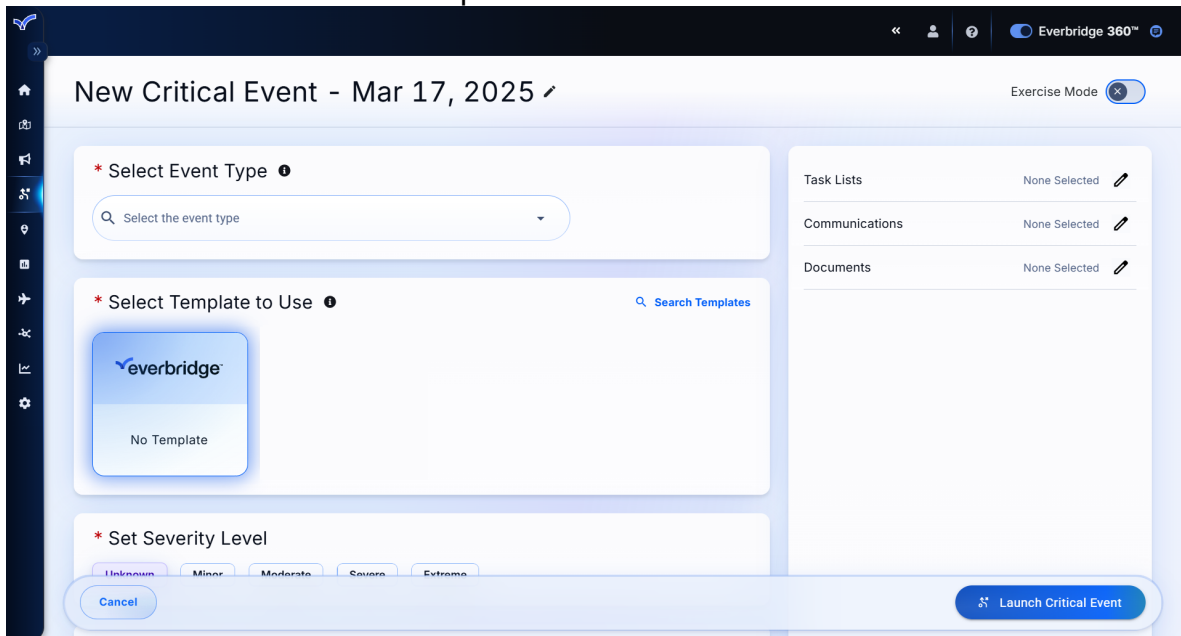 Everbridge 360™
New Critical Event - Mar 17, 2025
Exercise Mode
* Select Event Type
Select the event type
* Select Template to Use
Search Templates
everbridge
No Template
* Set Severity Level
Unknown Minor Moderate Severe Extreme
Task Lists None Selected
Communications None Selected
Documents None Selected
Cancel
Launch Critical Event